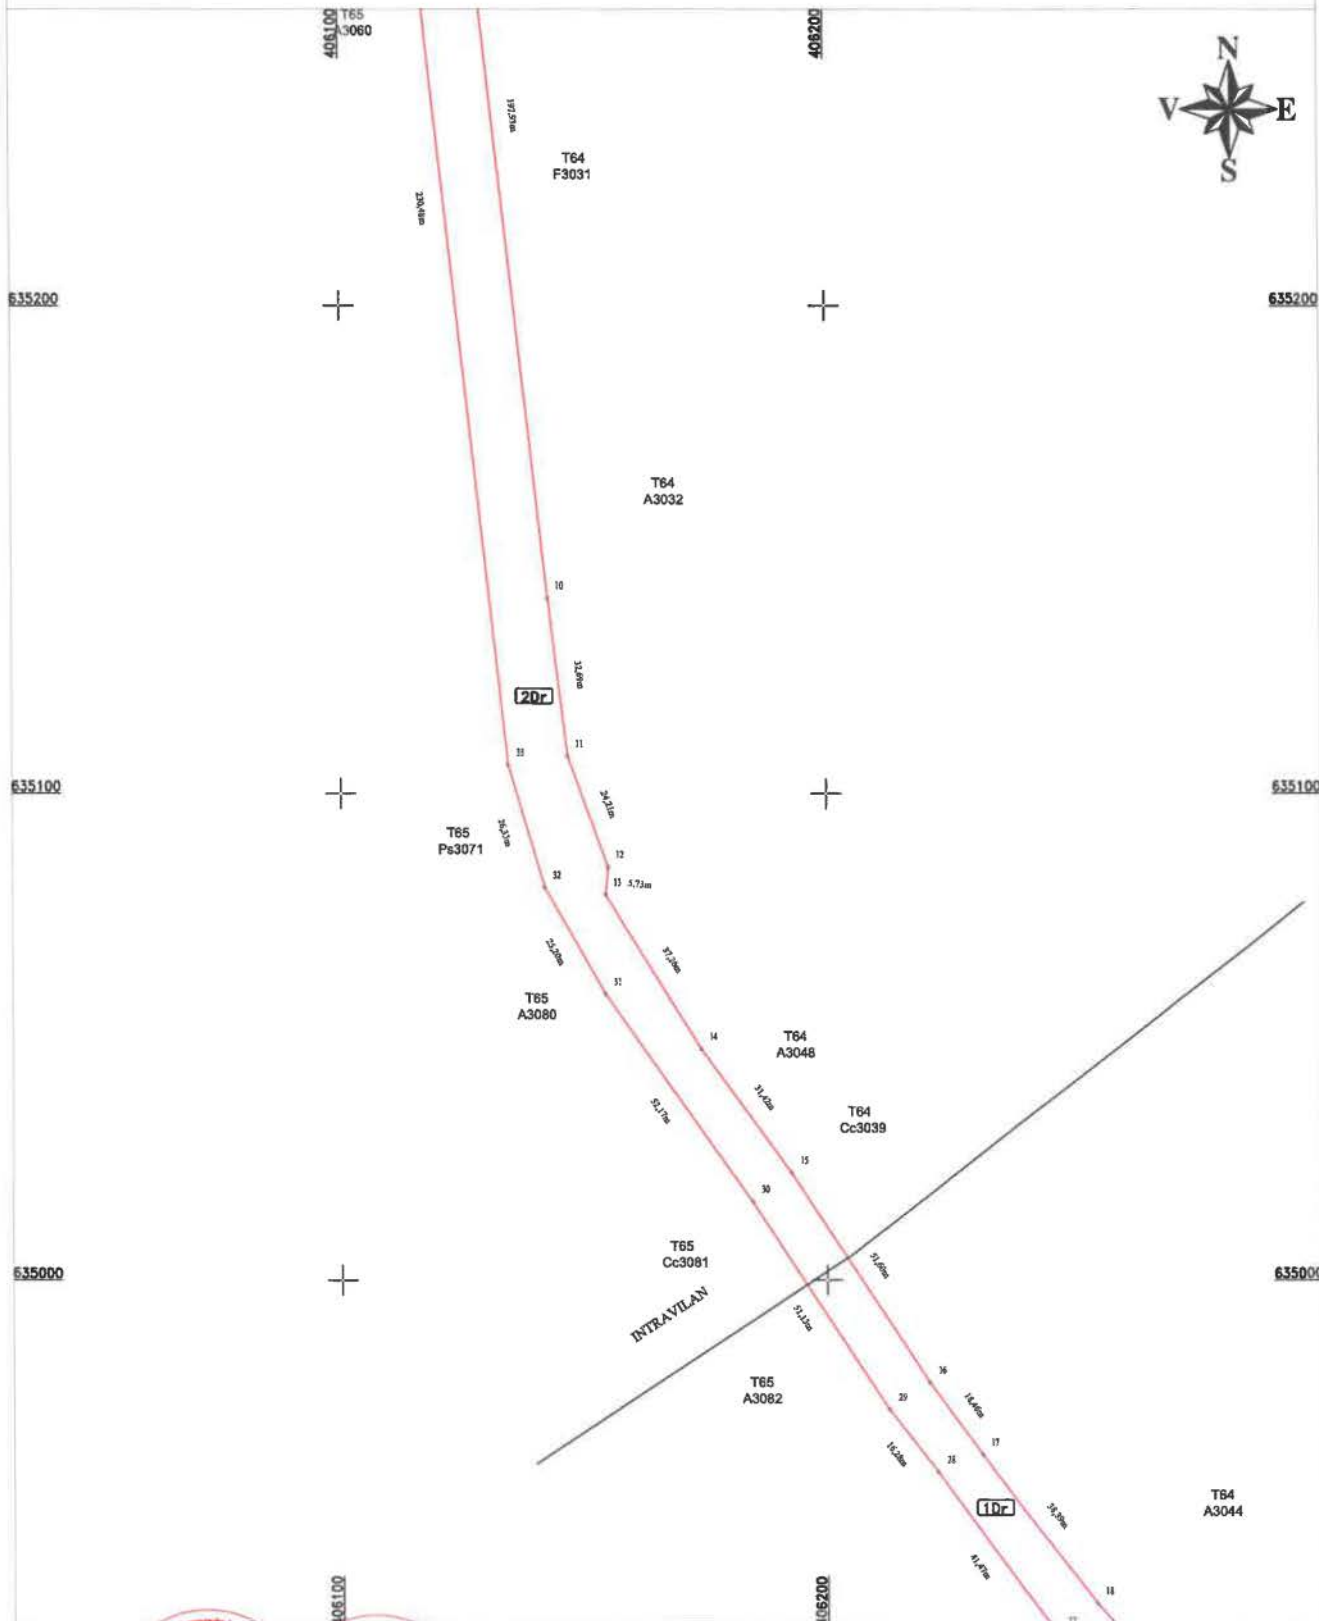 406100
T65
A3060
406200
N
V E
S
T64
F3031
197,57m
230,48m
635200
635200
T64
A3032
10
32,69m
2Dr
11
33
635100
635100
24,21m
T65
Ps3071
26,33m
12
32
13 5,73m
25,20m
37,26m
31
T65
A3080
14
T64
A3048
31,42m
52,17m
T64
Cc3039
15
30
T65
Cc3081
51,60m
635000
635000
INTRAVILAN
51,15m
T65
A3082
16
29
18,46m
17
16,28m
28
1Dr
T64
A3044
38,39m
41,47m
18
406100
406200